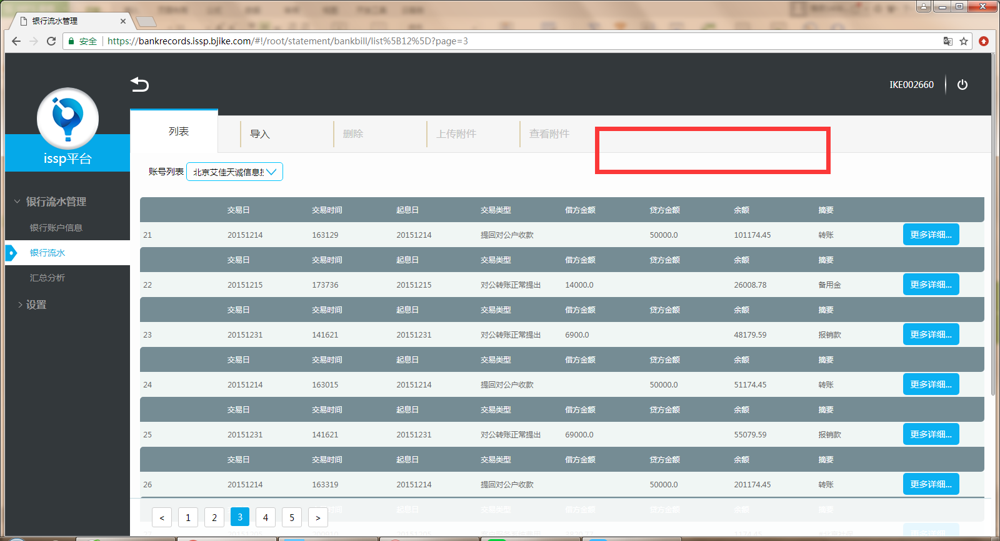 银行流水管理
安全 https://bankrecords.issp.bjike.com/#!/root/statement/bankbill/list%5B12%5D?page=3
IKE002660
issp平台
列表 导入 删除 上传附件 查看附件
账号列表 北京艾佳天诚信息技
银行流水管理
银行账户信息
银行流水
汇总分析
设置
交易日 交易时间 起息日 交易类型 借方金额 贷方金额 余额 摘要
21 20151214 163129 20151214 提回对公户收款 50000.0 101174.45 转账 更多详细...
交易日 交易时间 起息日 交易类型 借方金额 贷方金额 余额 摘要
22 20151215 173736 20151215 对公转账正常提出 14000.0 26008.78 备用金 更多详细...
交易日 交易时间 起息日 交易类型 借方金额 贷方金额 余额 摘要
23 20151231 141621 20151231 对公转账正常提出 6900.0 48179.59 报销款 更多详细...
交易日 交易时间 起息日 交易类型 借方金额 贷方金额 余额 摘要
24 20151214 163015 20151214 提回对公户收款 50000.0 51174.45 转账 更多详细...
交易日 交易时间 起息日 交易类型 借方金额 贷方金额 余额 摘要
25 20151231 141621 20151231 对公转账正常提出 69000.0 55079.59 报销款 更多详细...
交易日 交易时间 起息日 交易类型 借方金额 贷方金额 余额 摘要
26 20151214 163319 20151214 提回对公户收款 50000.0 201174.45 转账 更多详细...
< 1 2 3 4 5 >